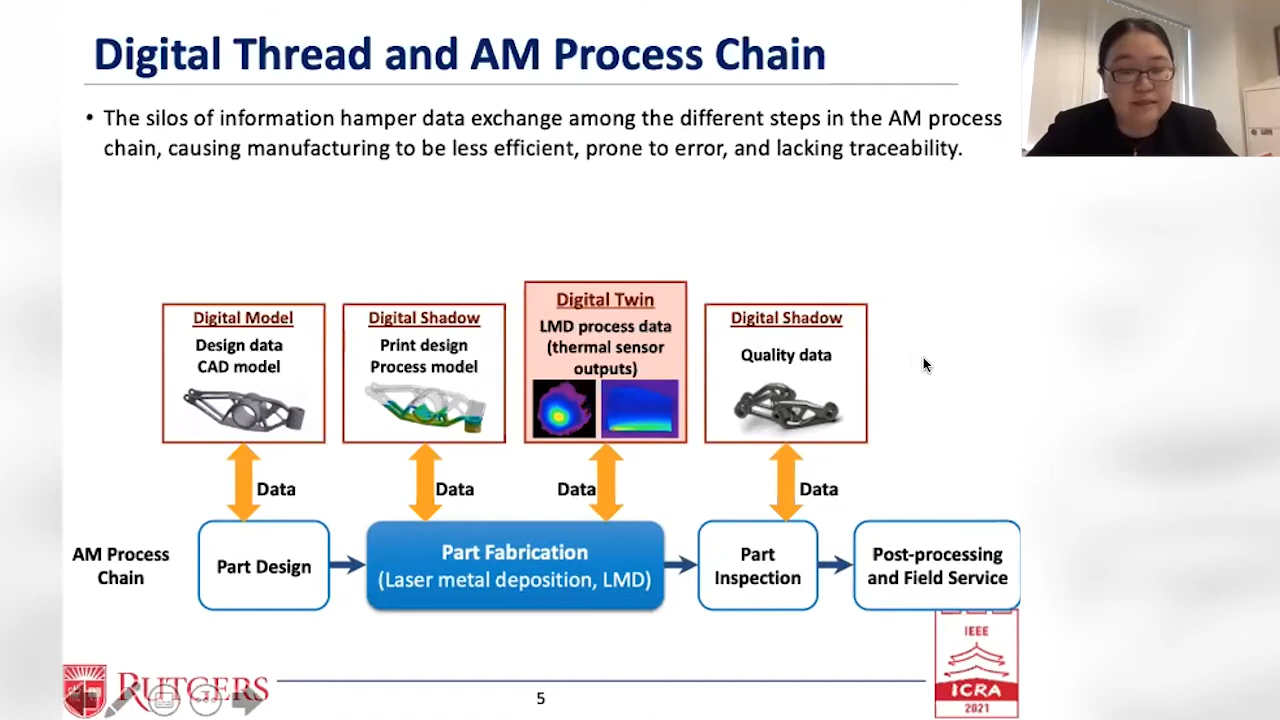 Digital Thread and AM Process Chain
• The silos of information hamper data exchange among the different steps in the AM process
chain, causing manufacturing to be less efficient, prone to error, and lacking traceability.
Digital Model
Design data
CAD model
Digital Shadow
Print design
Process model
Digital Twin
LMD process data
(thermal sensor
outputs)
Digital Shadow
Quality data
Data
Data
Data
Data
AM Process
Chain
Part Design
Part Fabrication
(Laser metal deposition, LMD)
Part
Inspection
Post-processing
and Field Service
RUTGERS
5
IEEE
ICRA
2021